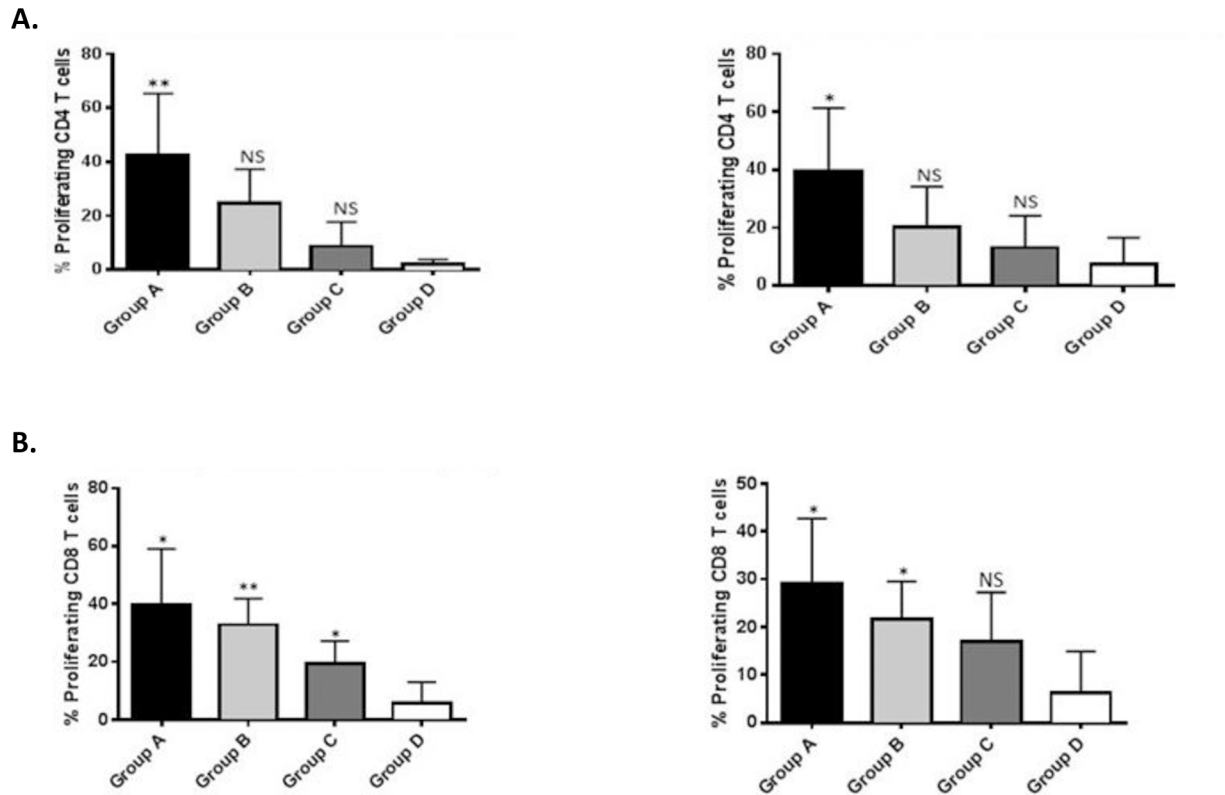 A.
% Proliferating CD4 T cells
80
60
40
20
0
**
NS
NS
Group A
Group B
Group C
Group D
% Proliferating CD4 T cells
80
60
40
20
0
*
NS
NS
Group A
Group B
Group C
Group D
B.
% Proliferating CD8 T cells
80
60
40
20
0
*
**
*
Group A
Group B
Group C
Group D
% Proliferating CD8 T cells
50
40
30
20
10
0
*
*
NS
Group A
Group B
Group C
Group D